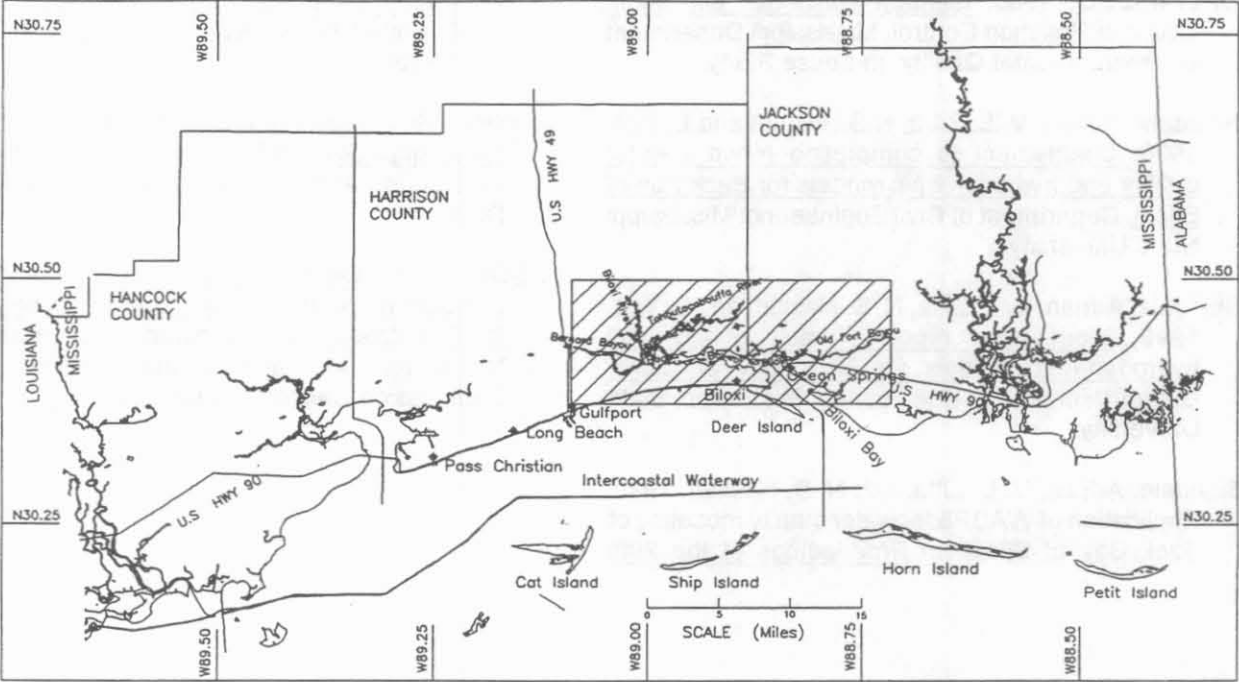 N30.75
W89.50
W89.25
W89.00
W88.75
W88.50
N30.75
JACKSON
COUNTY
U.S HWY 49
HARRISON
COUNTY
MISSISSIPPI
ALABAMA
N30.50
N30.50
LOUISIANA
MISSISSIPPI
HANCOCK
COUNTY
Bernard Bayou
Old Fort Bayou
Ocean Springs
Biloxi
U.S HWY 90
Gulfport
Deer Island
Biloxi Bay
Long Beach
Pass Christian
Intercoastal Waterway
U.S HWY 90
N30.25
N30.25
Cat Island
Ship Island
Horn Island
Petit Island
0 5 10 15
SCALE (Miles)
W89.50
W89.25
W89.00
W88.75
W88.50